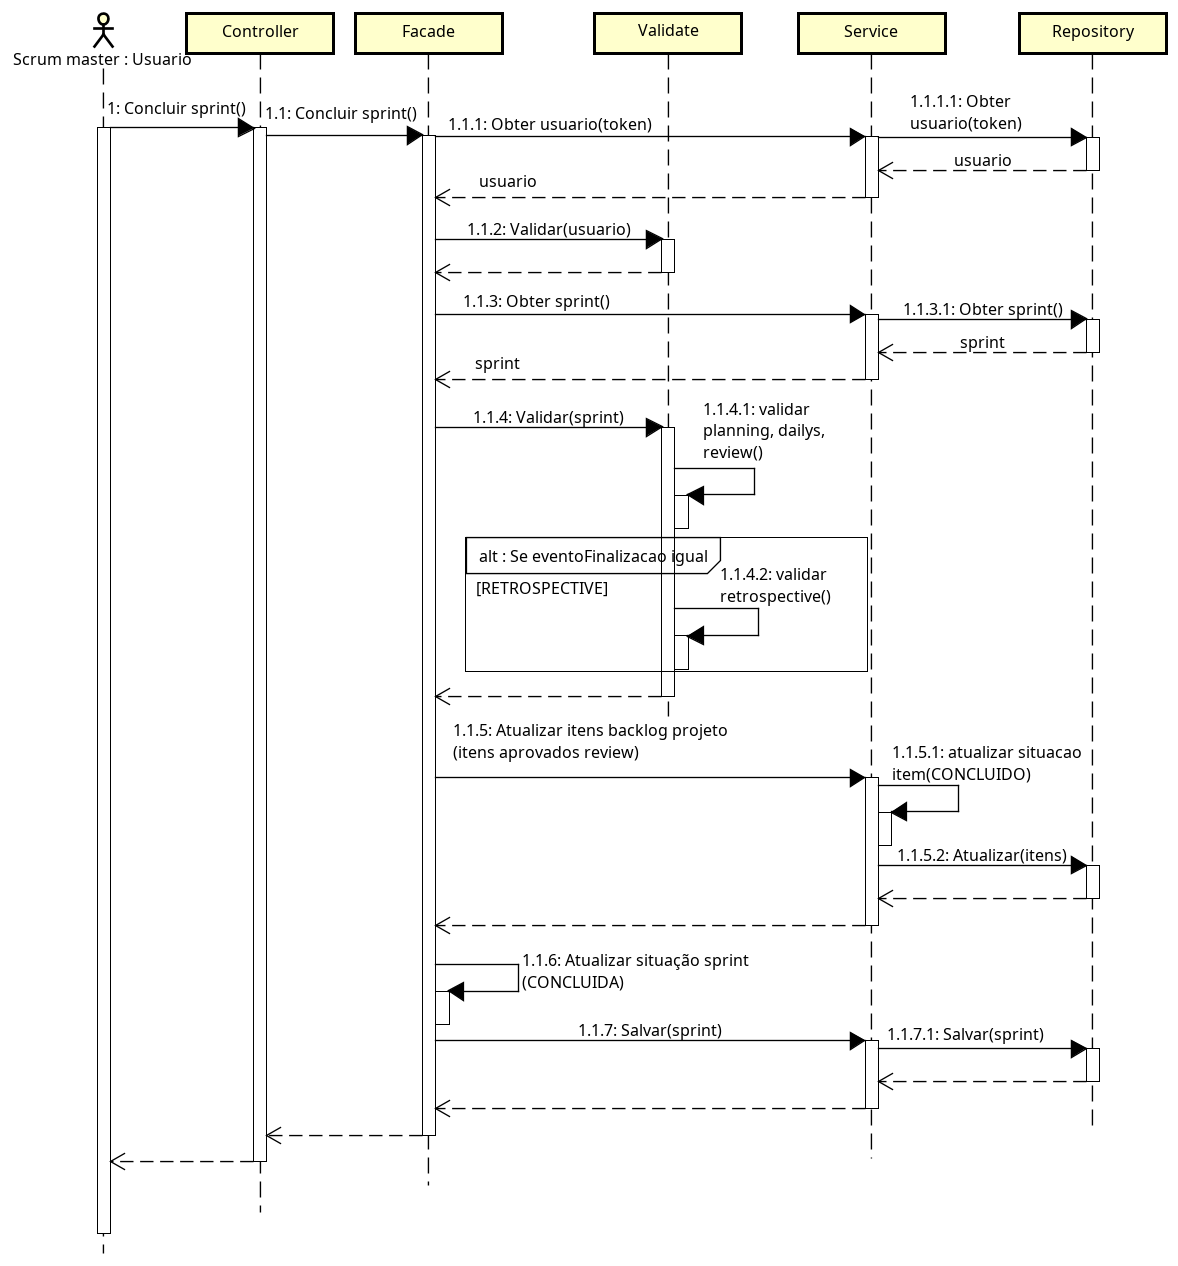 Scrum master : Usuario
Controller
Facade
Validate
Service
Repository
1: Concluir sprint()
1.1: Concluir sprint()
1.1.1: Obter usuario(token)
1.1.1.1: Obter
usuario(token)
usuario
usuario
1.1.2: Validar(usuario)
1.1.3: Obter sprint()
1.1.3.1: Obter sprint()
sprint
sprint
1.1.4: Validar(sprint)
1.1.4.1: validar
planning, dailys,
review()
alt : Se eventoFinalizacao igual
[RETROSPECTIVE]
1.1.4.2: validar
retrospective()
1.1.5: Atualizar itens backlog projeto
(itens aprovados review)
1.1.5.1: atualizar situacao
item(CONCLUIDO)
1.1.5.2: Atualizar(itens)
1.1.6: Atualizar situação sprint
(CONCLUIDA)
1.1.7: Salvar(sprint)
1.1.7.1: Salvar(sprint)